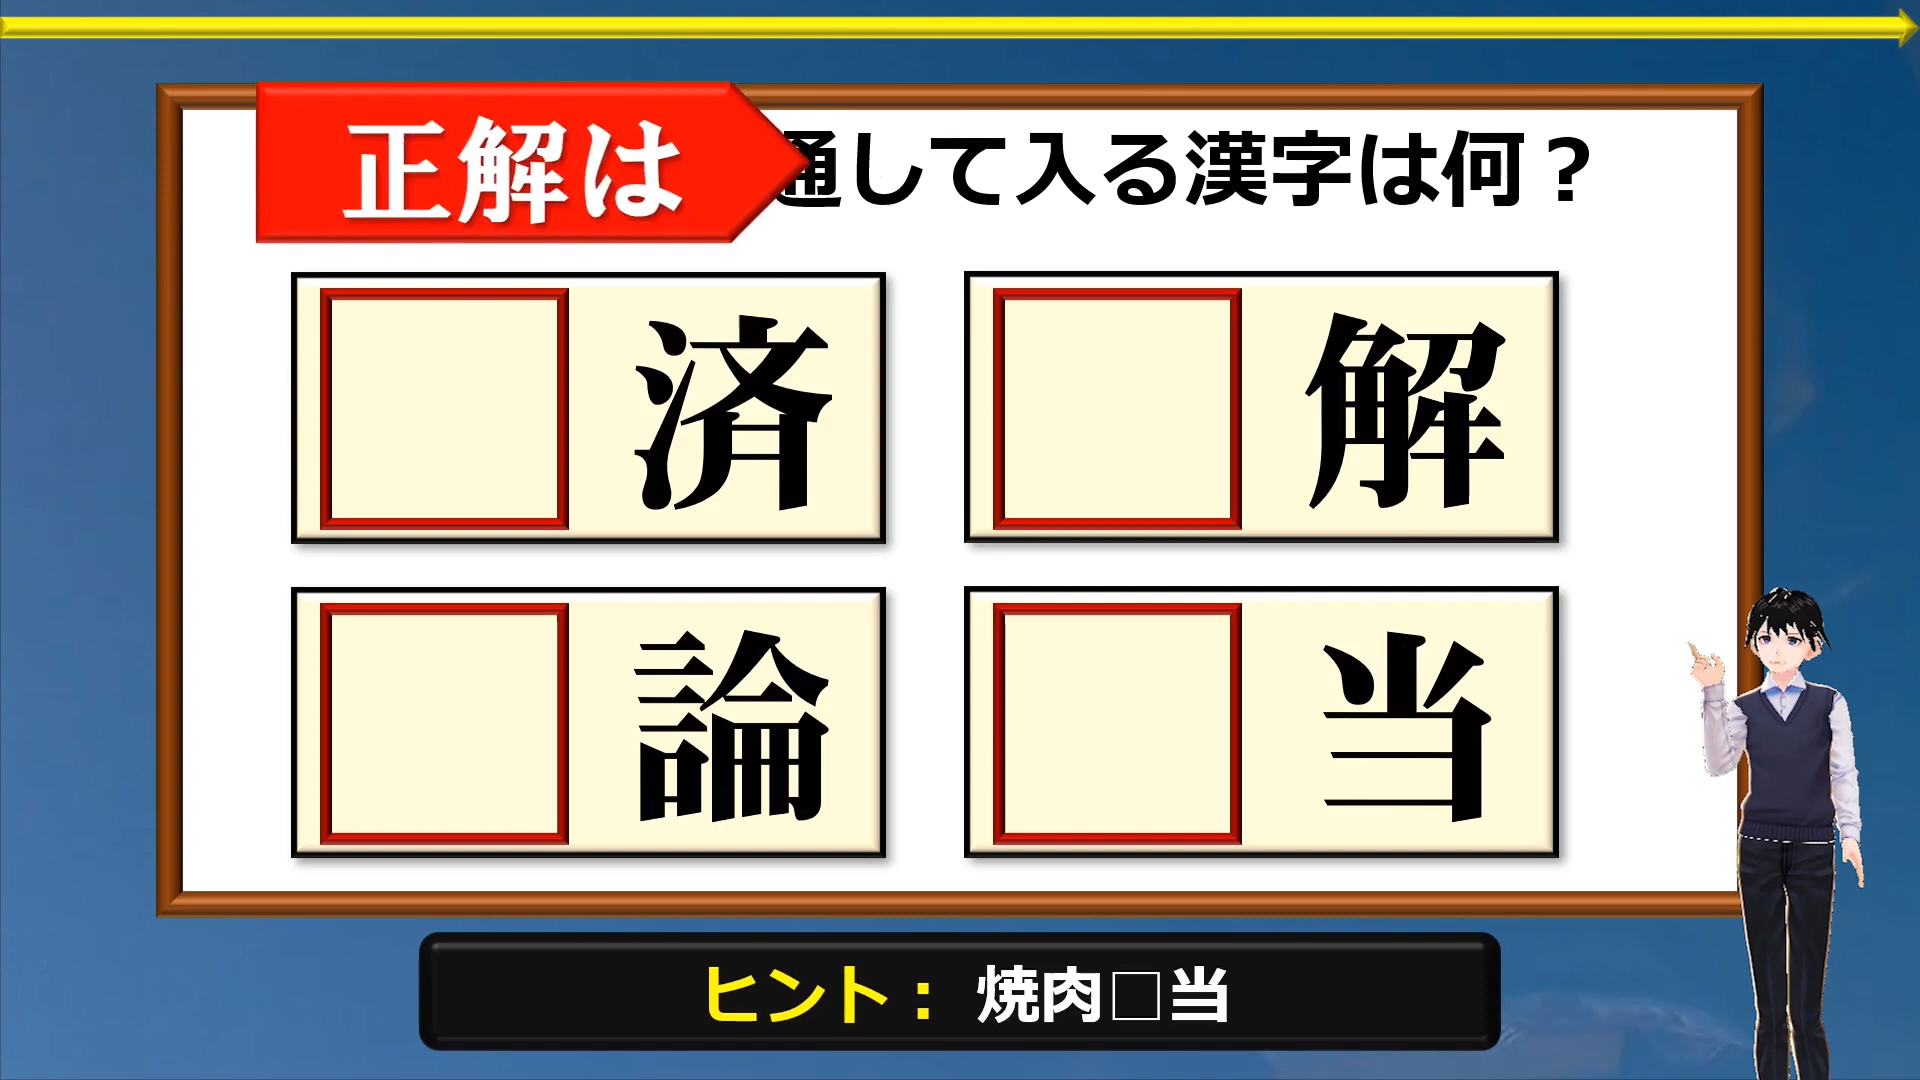 正解は
通して入る漢字は何？
済
解
論
当
ヒント： 焼肉□当